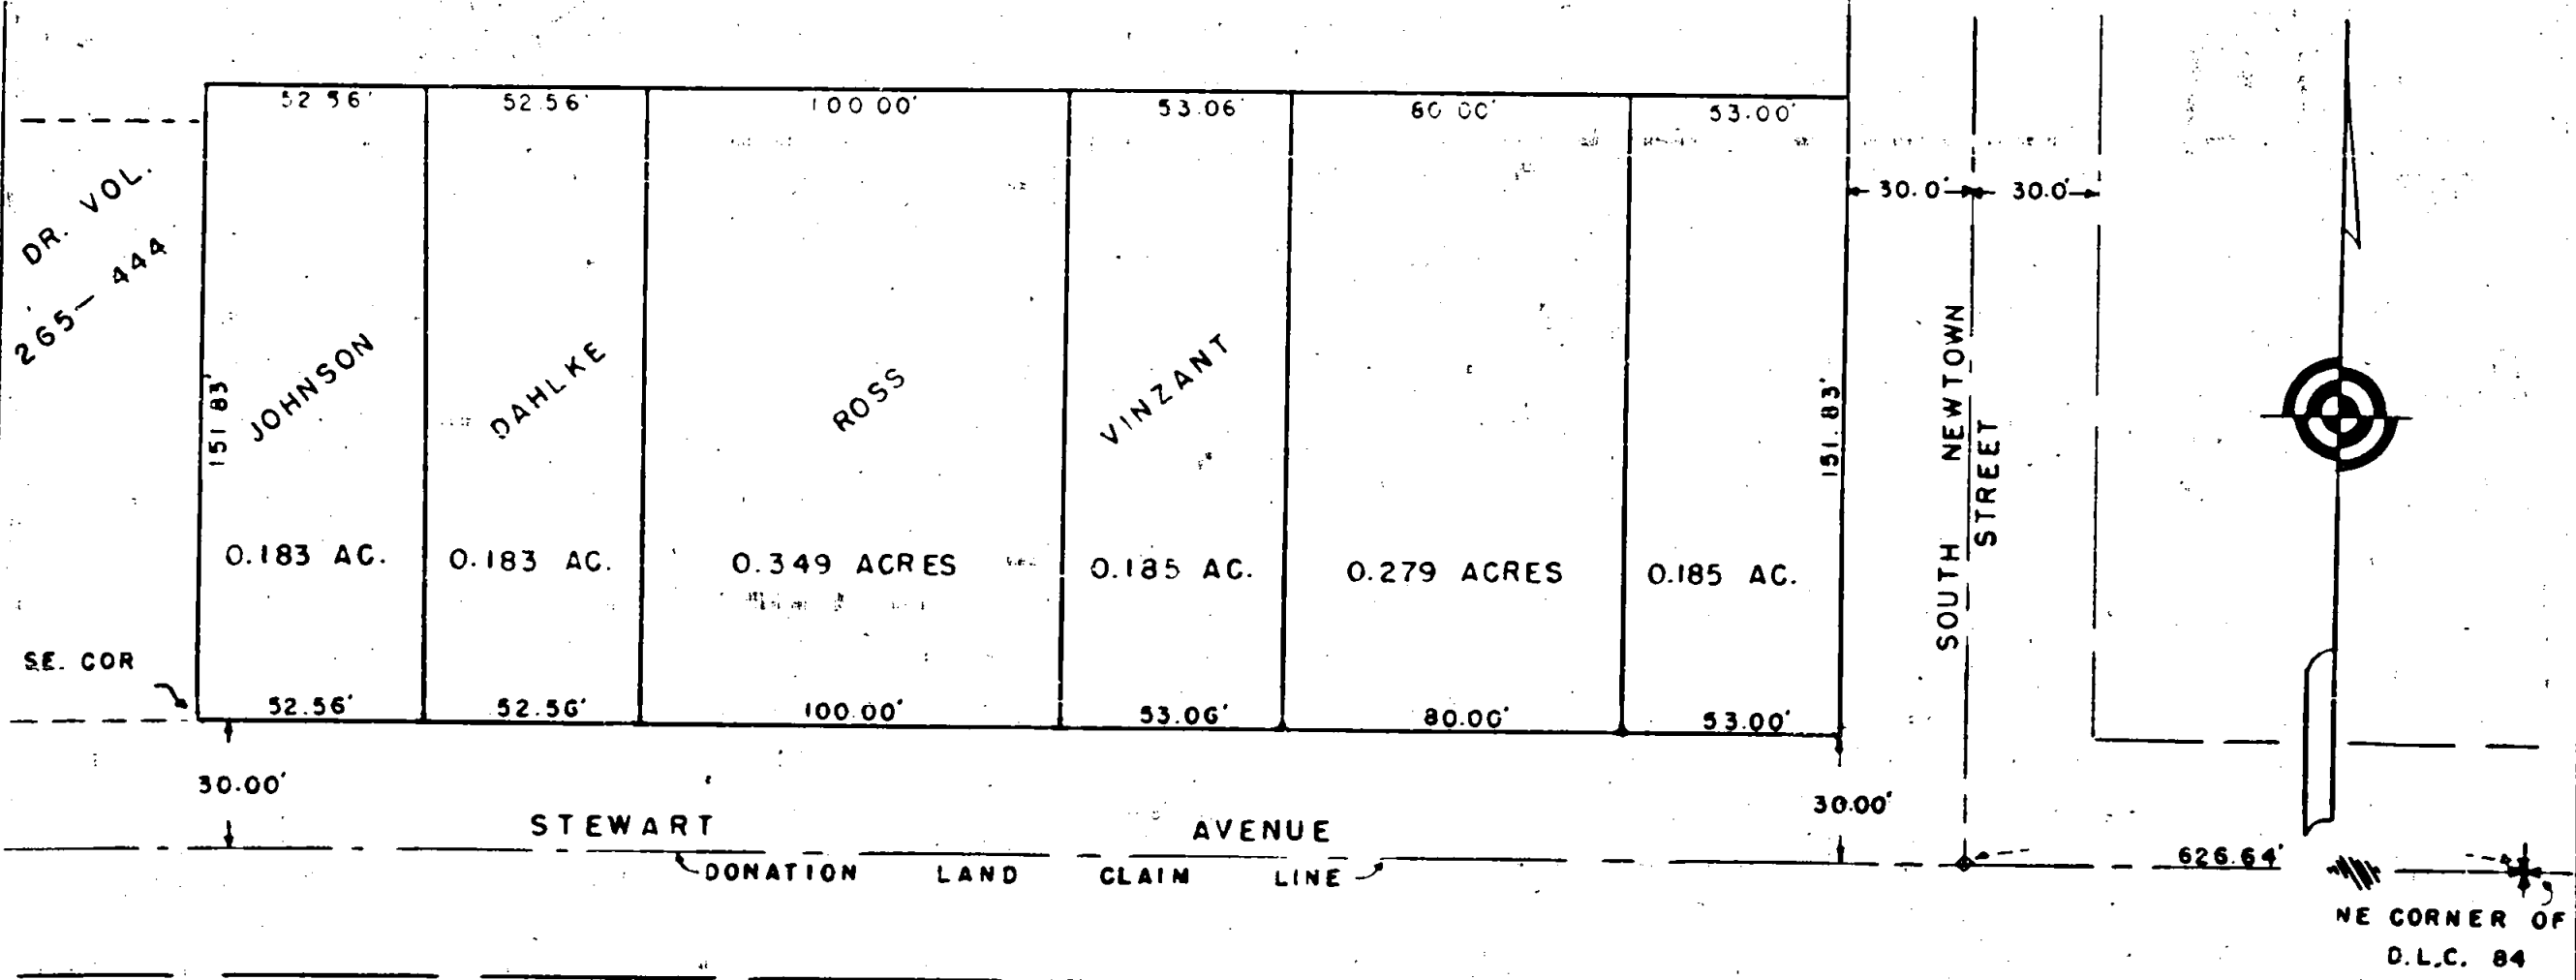 52.56' 52.56' 100.00' 53.06' 80.00' 53.00'
30.0' 30.0'
DR. VOL.
265— 444
JOHNSON
DAHLKE
ROSS
VINZANT
151.83'
151.83'
SOUTH NEWTOWN
STREET
0.183 AC. 0.183 AC. 0.349 ACRES 0.185 AC. 0.279 ACRES 0.185 AC.
SE. COR
52.56' 52.56' 100.00' 53.06' 80.00' 53.00'
30.00'
30.00'
STEWART AVENUE
DONATION LAND CLAIM LINE
626.64'
NE CORNER OF
D.L.C. 84